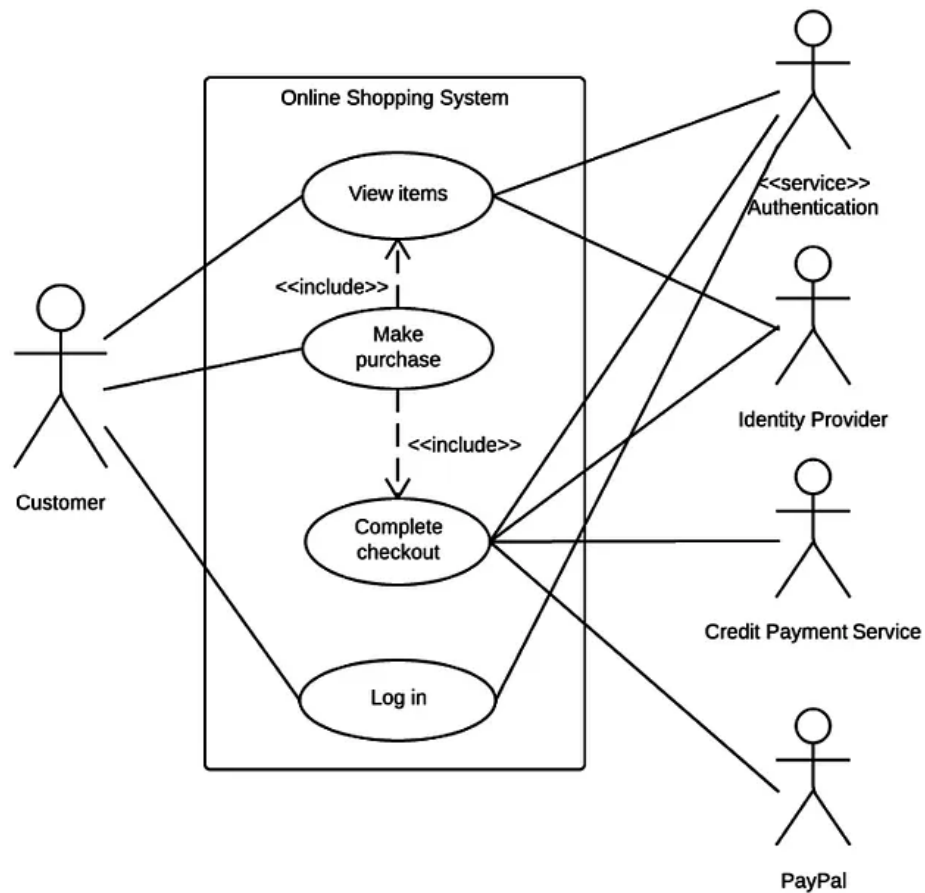 Online Shopping System
View items
<<service>>
Authentication
<<include>>
Make
purchase
Identity Provider
<<include>>
Customer
Complete
checkout
Credit Payment Service
Log in
PayPal